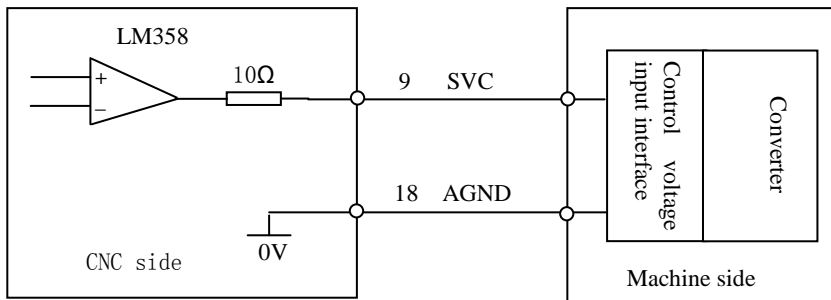 LM358
+
−
10Ω
9 SVC
18 AGND
0V
CNC side
Control voltage
input interface
Converter
Machine side